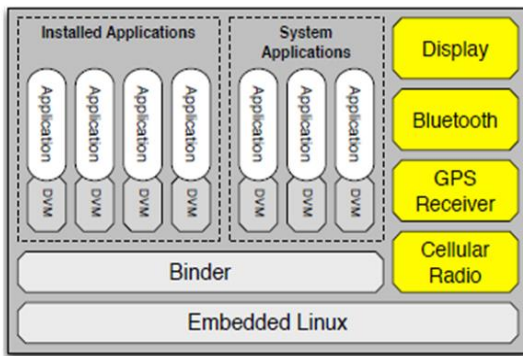 Installed Applications
System
Applications
Application
Application
Application
Application
Application
Application
Application
DVM
DVM
DVM
DVM
DVM
DVM
DVM
Display
Bluetooth
GPS
Receiver
Cellular
Radio
Binder
Embedded Linux